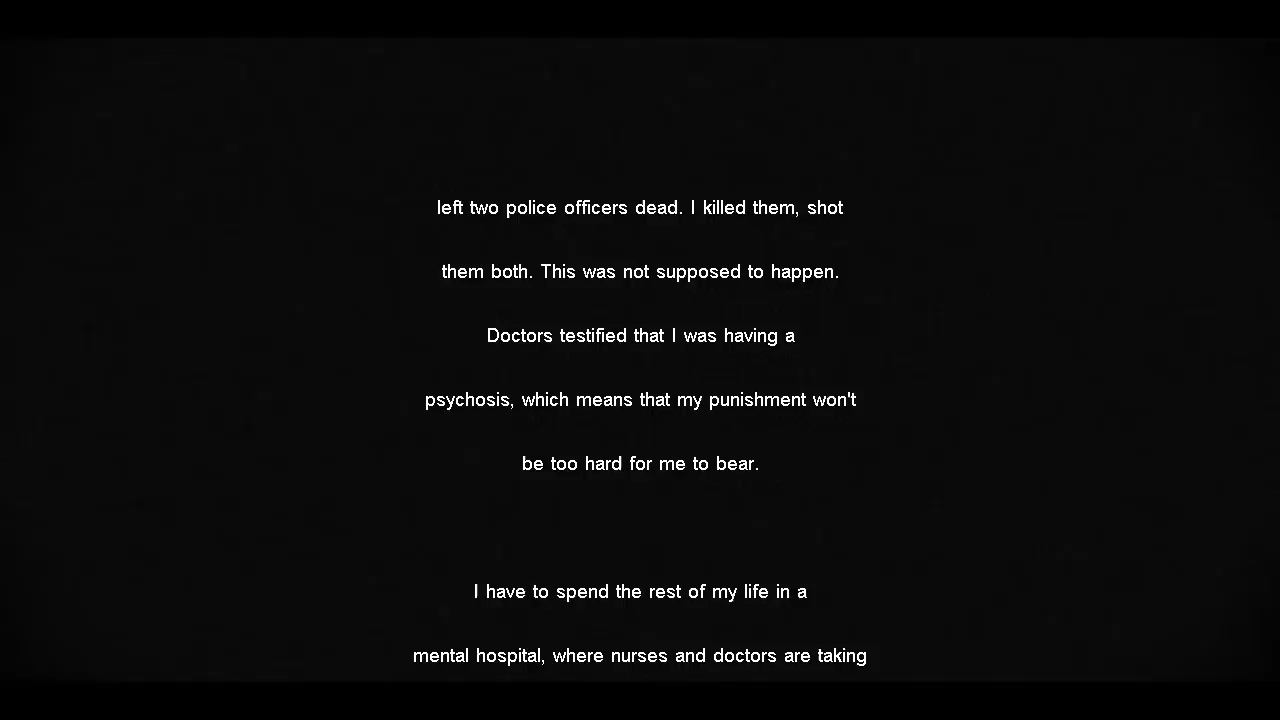 left two police officers dead. I killed them, shot
them both. This was not supposed to happen.
Doctors testified that I was having a
psychosis, which means that my punishment won't
be too hard for me to bear.
I have to spend the rest of my life in a
mental hospital, where nurses and doctors are taking